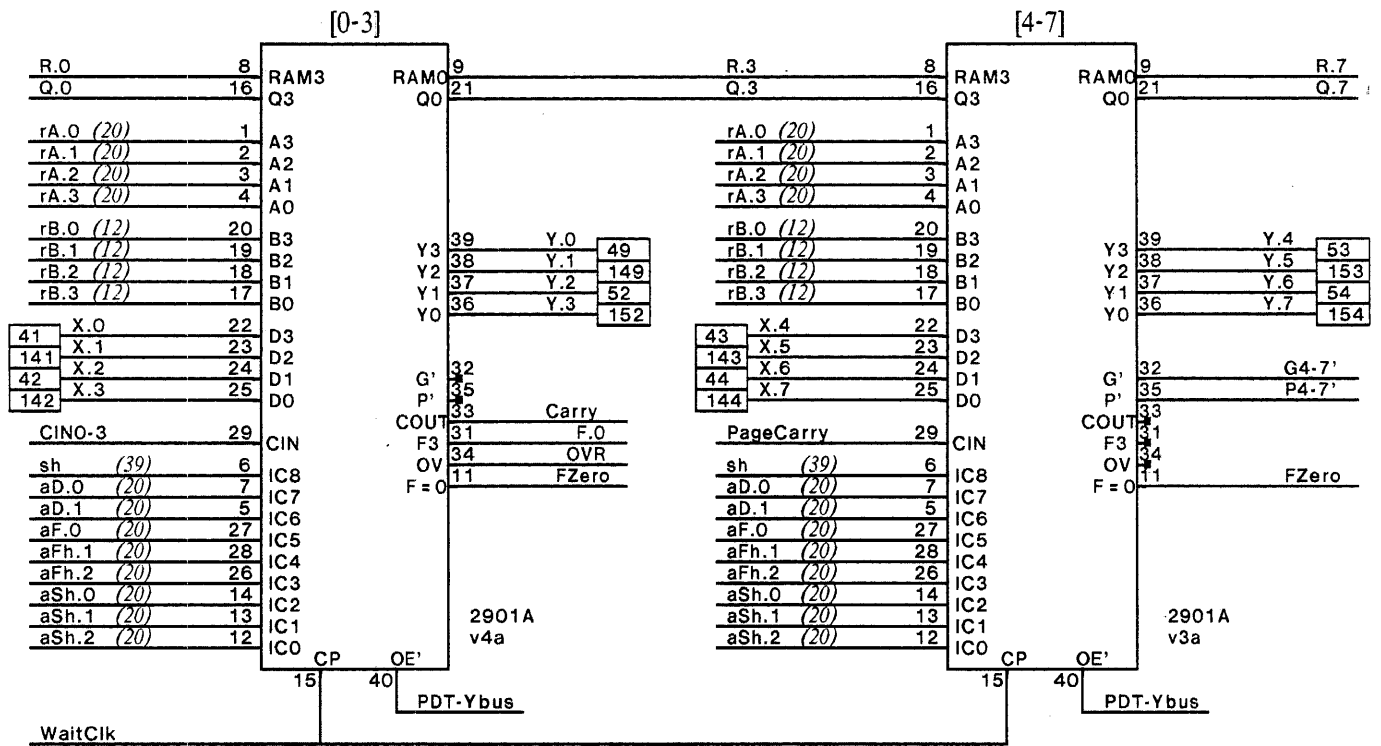 [0-3] [4-7]
R.0 8 RAM3 RAM0 9 R.3 8 RAM3 RAM0 9 R.7
Q.0 16 Q3 Q0 21 Q.3 16 Q3 Q0 21 Q.7
rA.0 (20) 1 A3 rA.0 (20) 1 A3
rA.1 (20) 2 A2 rA.1 (20) 2 A2
rA.2 (20) 3 A1 rA.2 (20) 3 A1
rA.3 (20) 4 A0 rA.3 (20) 4 A0
rB.0 (12) 20 B3 Y3 39 Y.0 49 rB.0 (12) 20 B3 Y3 39 Y.4 53
rB.1 (12) 19 B2 Y2 38 Y.1 149 rB.1 (12) 19 B2 Y2 38 Y.5 153
rB.2 (12) 18 B1 Y1 37 Y.2 52 rB.2 (12) 18 B1 Y1 37 Y.6 54
rB.3 (12) 17 B0 Y0 36 Y.3 152 rB.3 (12) 17 B0 Y0 36 Y.7 154
41 X.0 22 D3 43 X.4 22 D3
141 X.1 23 D2 143 X.5 23 D2
42 X.2 24 D1 G' 32 44 X.6 24 D1 G' 32 G4-7'
142 X.3 25 D0 P' 35 144 X.7 25 D0 P' 35 P4-7'
COUT 33 Carry COUT 33
CIN0-3 29 CIN F3 31 F.0 PageCarry 29 CIN F3 31
sh (39) 6 IC8 OV 34 OVR sh (39) 6 IC8 OV 34
aD.0 (20) 7 IC7 F=0 11 FZero aD.0 (20) 7 IC7 F=0 11 FZero
aD.1 (20) 5 IC6 aD.1 (20) 5 IC6
aF.0 (20) 27 IC5 aF.0 (20) 27 IC5
aFh.1 (20) 28 IC4 aFh.1 (20) 28 IC4
aFh.2 (20) 26 IC3 aFh.2 (20) 26 IC3
aSh.0 (20) 14 IC2 aSh.0 (20) 14 IC2
aSh.1 (20) 13 IC1 2901A aSh.1 (20) 13 IC1 2901A
aSh.2 (20) 12 IC0 v4a aSh.2 (20) 12 IC0 v3a
CP OE' CP OE'
15 40 15 40
PDT-Ybus PDT-Ybus
WaitClk